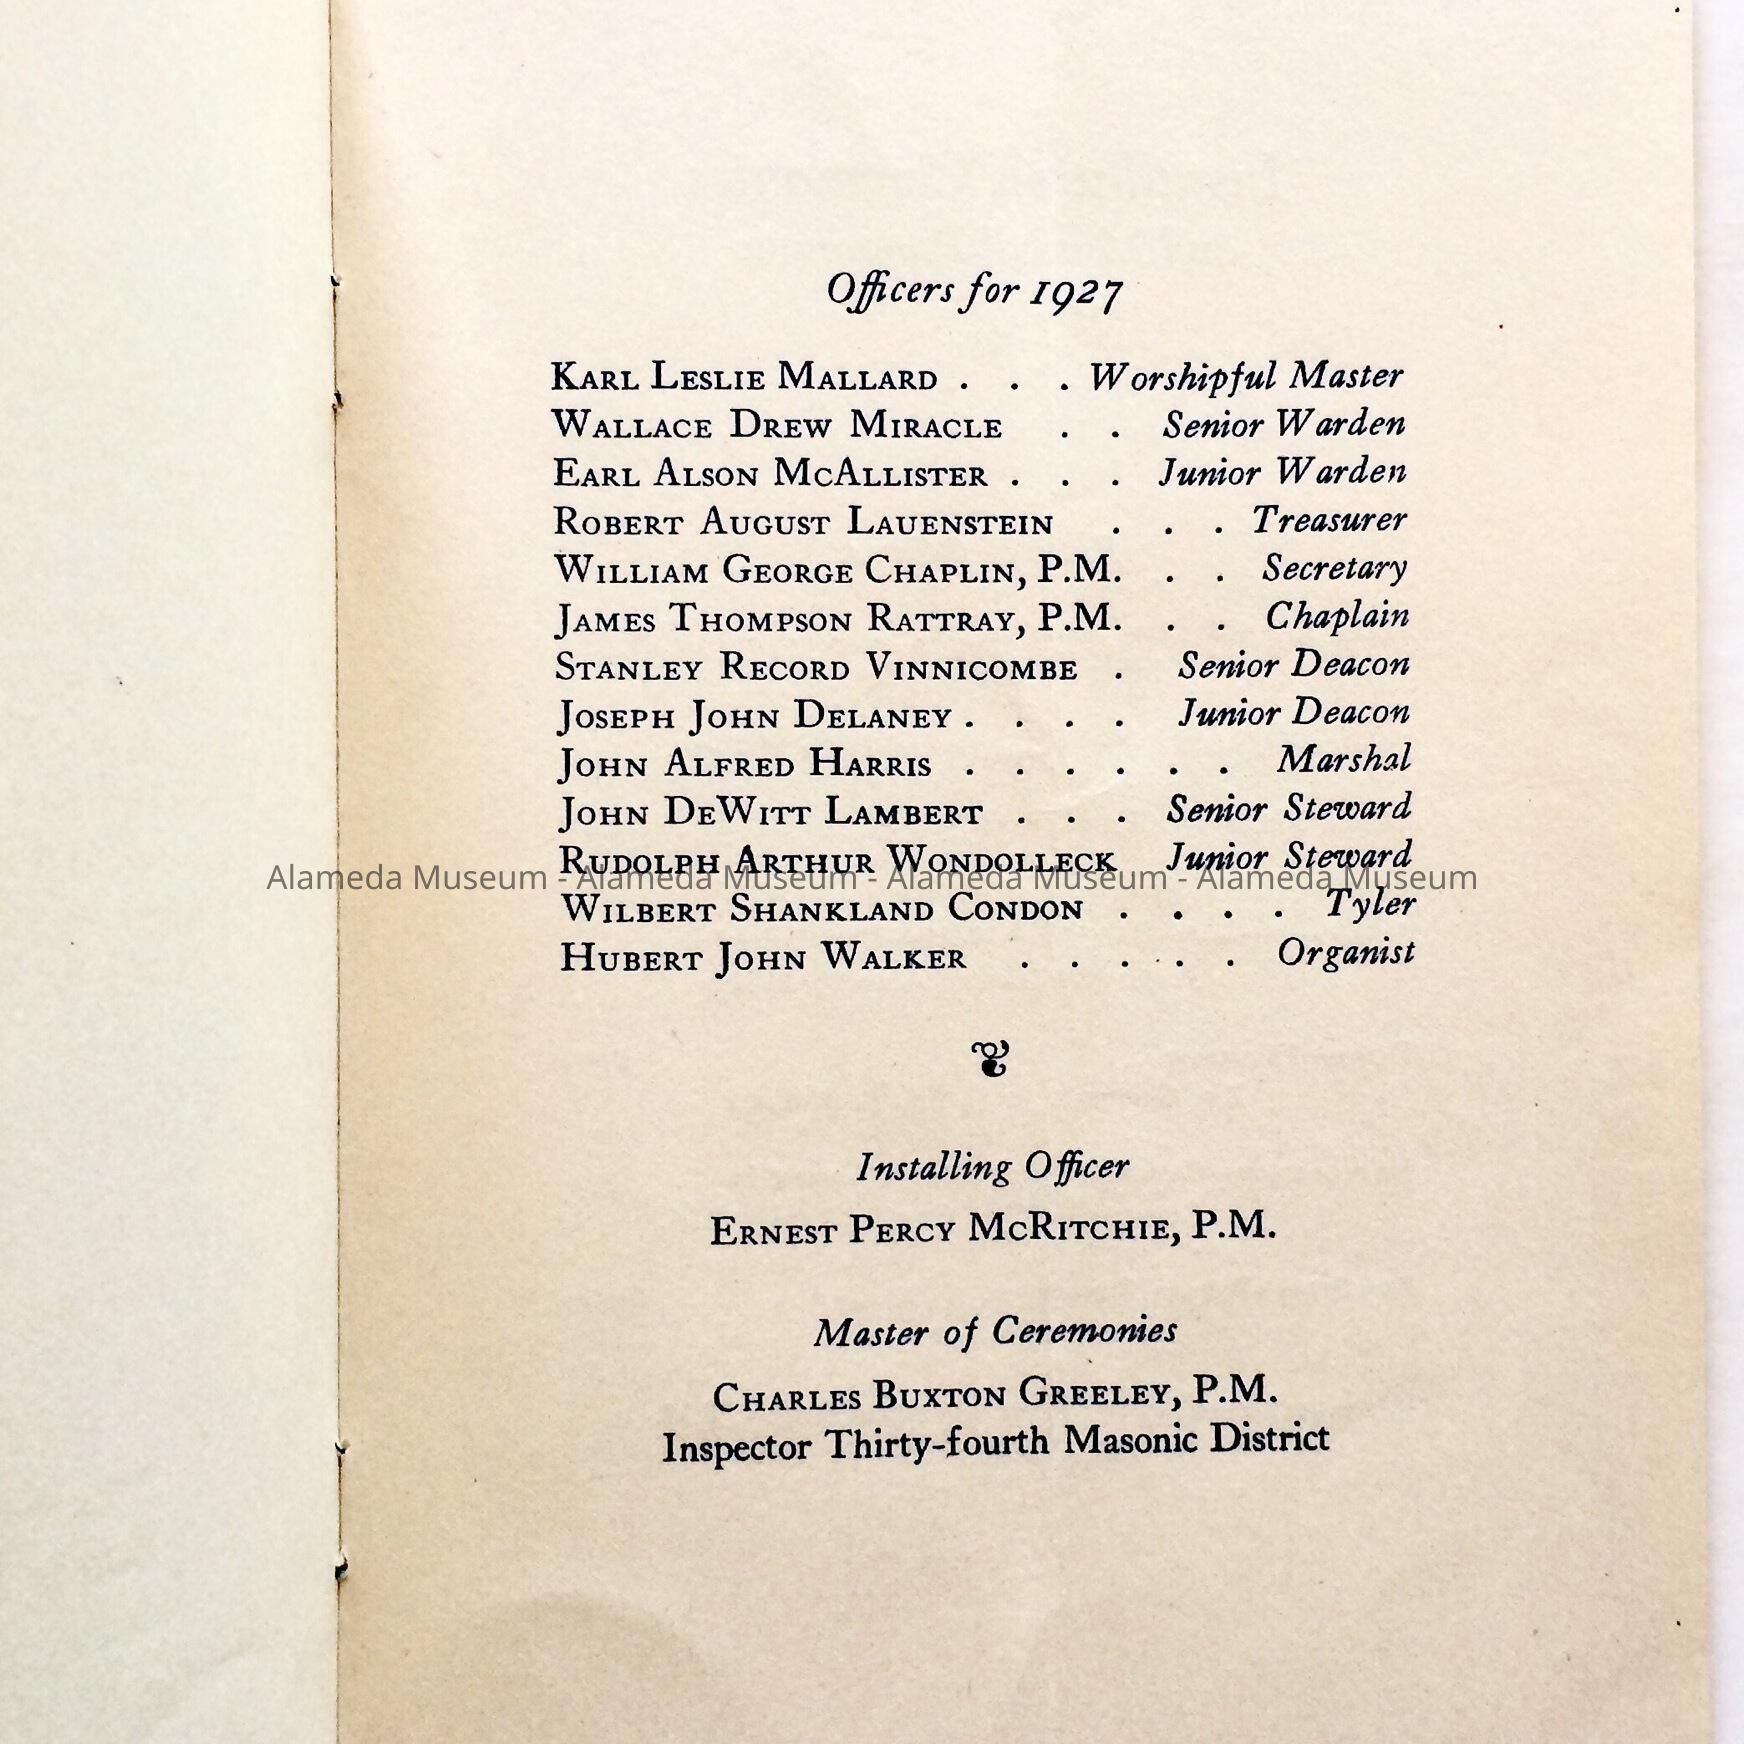 Officers for 1927
Karl Leslie Mallard . . . Worshipful Master
Wallace Drew Miracle . . Senior Warden
Earl Alson McAllister . . . Junior Warden
Robert August Lauenstein . . . Treasurer
William George Chaplin, P.M. . . Secretary
James Thompson Rattray, P.M. . . Chaplain
Stanley Record Vinnicombe . Senior Deacon
Joseph John Delaney . . . . Junior Deacon
John Alfred Harris . . . . . . Marshal
John DeWitt Lambert . . . Senior Steward
Rudolph Arthur Wondolleck Junior Steward
Alameda Museum - Alameda Museum - Alameda Museum - Alameda Museum
Wilbert Shankland Condon . . . . Tyler
Hubert John Walker . . . . . Organist
Installing Officer
Ernest Percy McRitchie, P.M.
Master of Ceremonies
Charles Buxton Greeley, P.M.
Inspector Thirty-fourth Masonic District